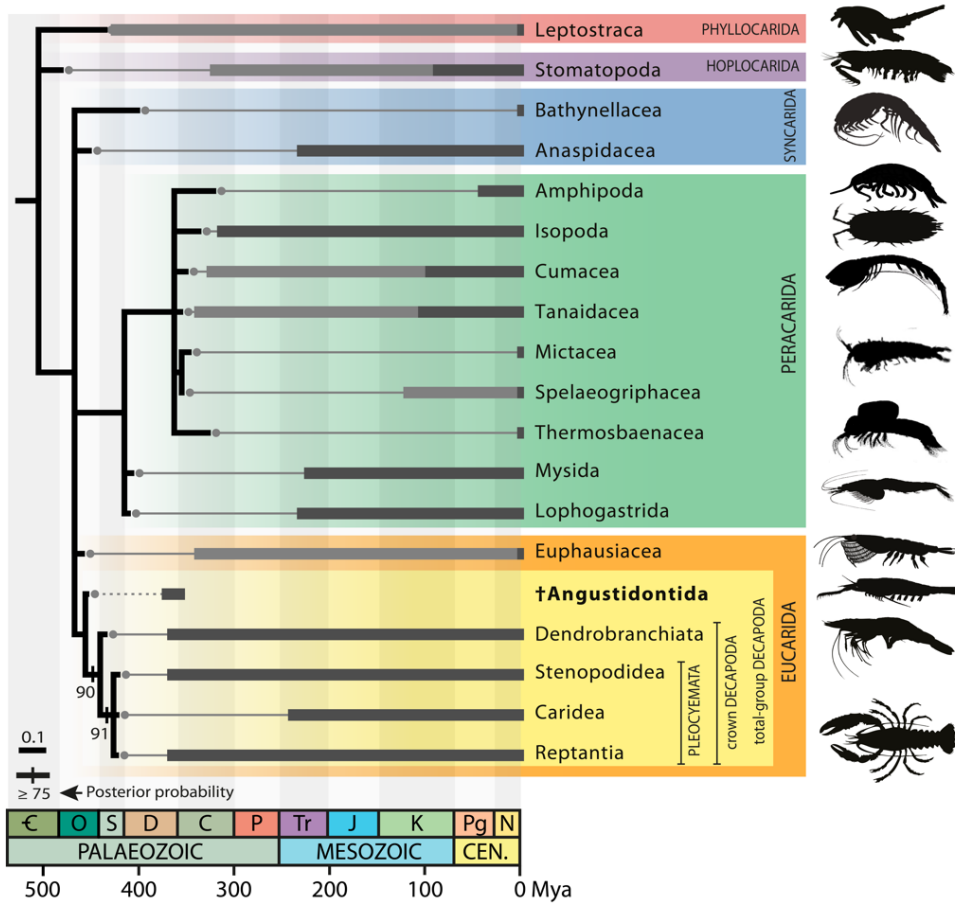 Leptostraca PHYLLOCARIDA
Stomatopoda HOPLOCARIDA
Bathynellacea
SYNCARIDA
Anaspidacea
Amphipoda
Isopoda
Cumacea
Tanaidacea
PERACARIDA
Mictacea
Spelaeogriphacea
Thermosbaenacea
Mysida
Lophogastrida
Euphausiacea
†Angustidontida
Dendrobranchiata
Stenopodidea
Caridea
Reptantia
PLEOCYEMATA
crown DECAPODA
total-group DECAPODA
EUCARIDA
90
91
0.1
≥ 75 Posterior probability
Є O S D C P Tr J K Pg N
PALAEOZOIC MESOZOIC CEN.
500 400 300 200 100 0 Mya